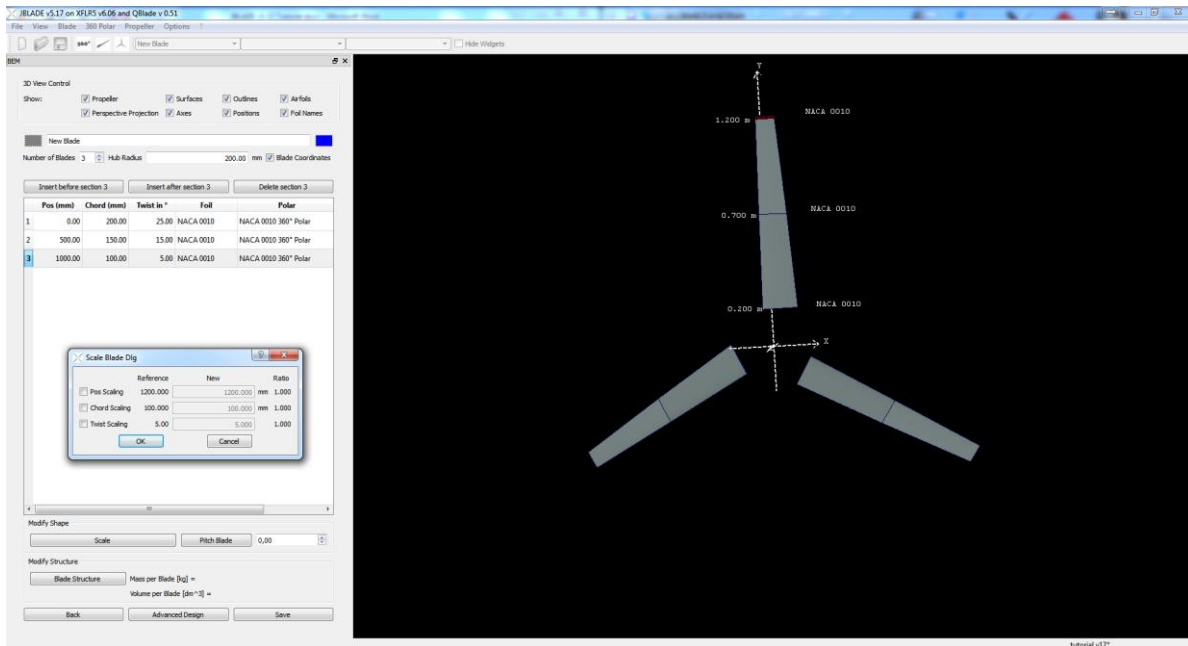 JBLADE v5.17 on XFLR5 v6.06 and QBlade v 0.51
File View Blade 360 Polar Propeller Options !
360° New Blade Hide Widgets
BEM
3D View Control
Show: Propeller Surfaces Outlines Airfoils
Perspective Projection Axes Positions Foil Names
New Blade
Number of Blades 3 Hub Radius 200.00 mm Blade Coordinates
Insert before section 3 Insert after section 3 Delete section 3
Pos (mm) Chord (mm) Twist in ° Foil Polar
1 0.00 200.00 25.00 NACA 0010 NACA 0010 360° Polar
2 500.00 150.00 15.00 NACA 0010 NACA 0010 360° Polar
3 1000.00 100.00 5.00 NACA 0010 NACA 0010 360° Polar
Scale Blade Dlg
Reference New Ratio
Pos Scaling 1200.000 1200.000 mm 1.000
Chord Scaling 100.000 100.000 mm 1.000
Twist Scaling 5.00 5.000 1.000
OK Cancel
Modify Shape
Scale Pitch Blade 0,00
Modify Structure
Blade Structure Mass per Blade [kg] =
Volume per Blade [dm^3] =
Back Advanced Design Save
Y
1.200 m NACA 0010
0.700 m NACA 0010
0.200 m NACA 0010
X
tutorial v17*